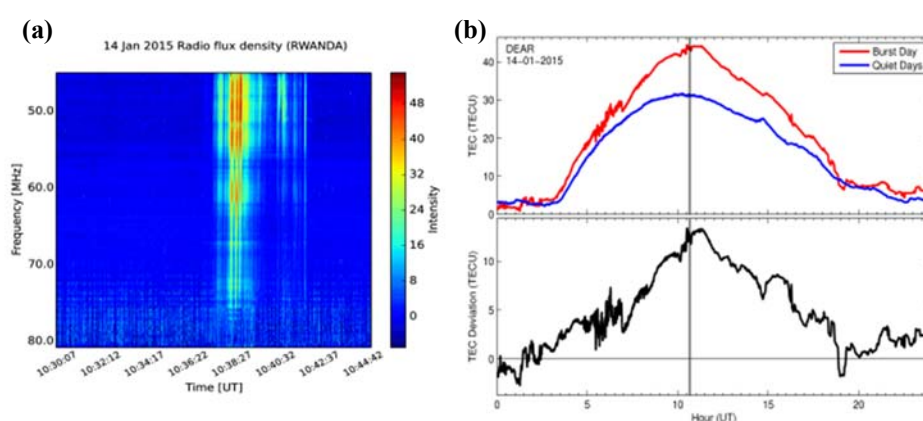 (a)
14 Jan 2015 Radio flux density (RWANDA)
50.0
60.0
70.0
80.0
Frequency [MHz]
10:30:07
10:32:12
10:34:17
10:36:22
10:38:27
10:40:32
10:42:37
10:44:42
Time [UT]
48
40
32
24
16
8
0
Intensity
(b)
DEAR
14-01-2015
Burst Day
Quiet Days
40
30
20
10
0
TEC (TECU)
10
5
0
TEC Deviation (TECU)
0
5
10
15
20
Hour (UT)